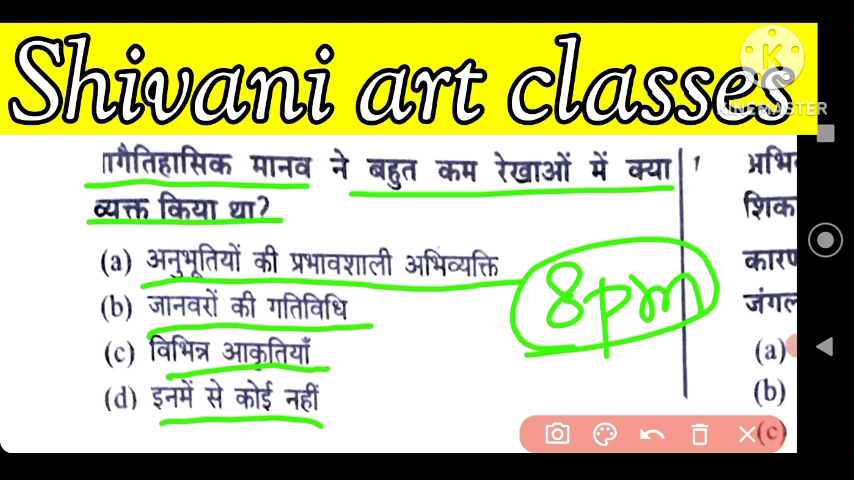 Shivani art classes
KINEMASTER
ागैतिहासिक मानव ने बहुत कम रेखाओं में क्या
व्यक्त किया था?
(a) अनुभूतियों की प्रभावशाली अभिव्यक्ति
(b) जानवरों की गतिविधि
(c) विभिन्न आकृतियाँ
(d) इनमें से कोई नहीं
8pm
कारण
(a)
(b)
(c)